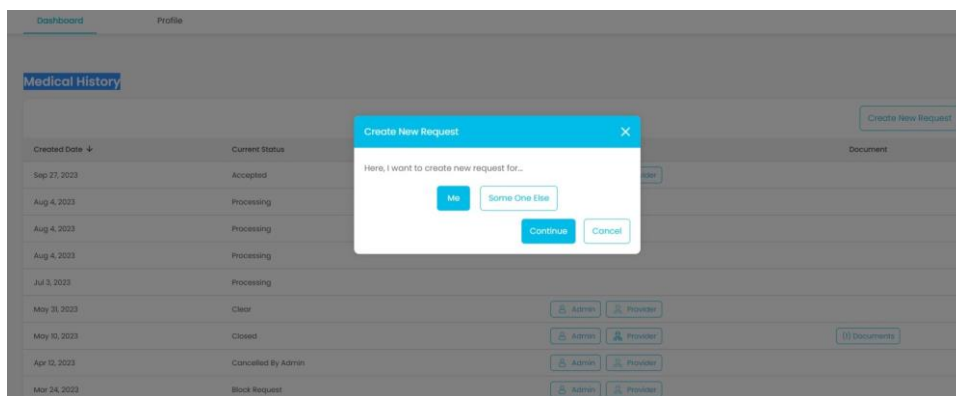 Dashboard Profile
Medical History
Create New Request
Create New Request
Created Date ↓ Current Status Document
Here, I want to create new request for...
Sep 27, 2023 Accepted
Me Some One Else
Aug 4, 2023 Processing
Continue Cancel
Aug 4, 2023 Processing
Aug 4, 2023 Processing
Jul 3, 2023 Processing
May 31, 2023 Clear Admin Provider
May 10, 2023 Closed Admin Provider (1) Documents
Apr 12, 2023 Cancelled By Admin Admin Provider
Mar 24, 2023 Block Request Admin Provider